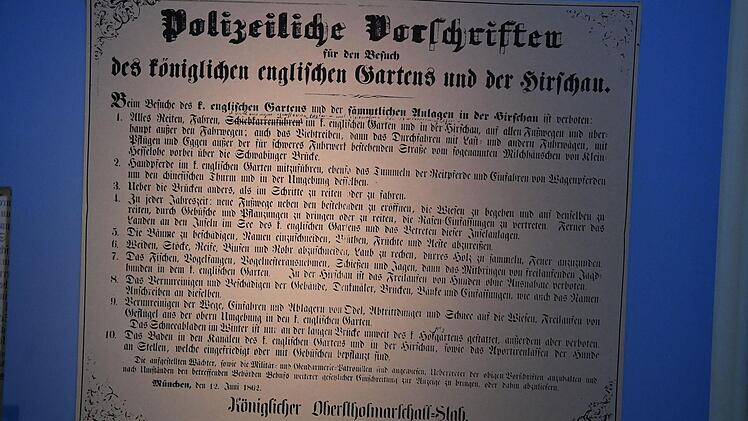 Polizeiliche Vorschriften
für den Besuch
des königlichen englischen Gartens und der Hirschau.
Beim Besuche des k. englischen Gartens und der sämmtlichen Anlagen in der Hirschau ist verboten:
1. Alles Reiten, Fahren, Schiebkarrenführen im k. englischen Garten und in der Hirschau, auf allen Fußwegen und über-
haupt außer den Fahrwegen; auch das Viehtreiben, dann das Durchfahren mit Last- und andern Fuhrwägen, mit
Pflügen und Eggen außer der für schweres Fuhrwerk bestehenden Straße vom sogenannten Milchhäuschen von Klein-
Hesselohe vorbei über die Schwabinger Brücke.
2. Handpferde im k. englischen Garten mitzuführen, ebenso das Tummeln der Reitpferde und Einfahren von Wagenpferden
um den chinesischen Thurm und in der Umgebung desselben.
3. Ueber die Brücken anders, als im Schritte zu reiten oder zu fahren.
4. Zu jeder Jahreszeit: neue Fußwege neben den bestehenden zu eröffnen, die Wiesen zu begehen und auf denselben zu
reiten, durch Gebüsche und Pflanzungen zu dringen oder zu reiten, die Rasen-Einfassungen zu vertreten. Ferner das
Landen an den Inseln im See des k. englischen Gartens und das Betreten dieser Inselanlagen.
5. Die Bäume zu beschädigen, Namen einzuschneiden, Blüthen, Früchte und Aeste abzureißen.
6. Weiden, Stöcke, Reife, Binsen und Rohr abzuschneiden, Laub zu rechen, dürres Holz zu sammeln, Feuer anzuzünden
7. Das Fischen, Vogelfangen, Vogelnesterausnehmen, Schießen und Jagen, dann das Mitbringen von freilaufenden Jagd-
hunden in dem k. englischen Garten. In der Hirschau ist das Freilaufen von Hunden ohne Ausnahme verboten.
8. Das Verunreinigen und Beschädigen der Gebäude, Denkmäler, Brücken, Bänke und Einfassungen, wie auch das Namen
Anschreiben an dieselben.
9. Verunreinigen der Wege, Einfahren und Ablagern von Odel, Abtrittdünger und Schnee auf die Wiesen, Freilaufen von
Geflügel aus der obern Umgebung in den k. englischen Garten.
Das Schneeabladen im Winter ist nur an der langen Brücke unweit des k. Hofgartens gestattet, außerdem aber verboten.
10. Das Baden in den Kanälen des k. englischen Gartens und in der Hirschau, sowie das Apportirenlassen der Hunde
an Stellen, welche eingefriedigt oder mit Gebüschen bepflanzt sind.
Die aufgestellten Wächter, sowie die Militär- und Gendarmerie-Patrouillen sind angewiesen, Uebertreter der obigen Vorschriften anzuhalten und
nach Umständen den betreffenden Behörden Behufs weiterer gesetzlicher Einschreitung zur Anzeige zu bringen, oder dahin abzuliefern.
München, den 12. Juni 1862.
Königlicher Obersthofmarschall-Stab.